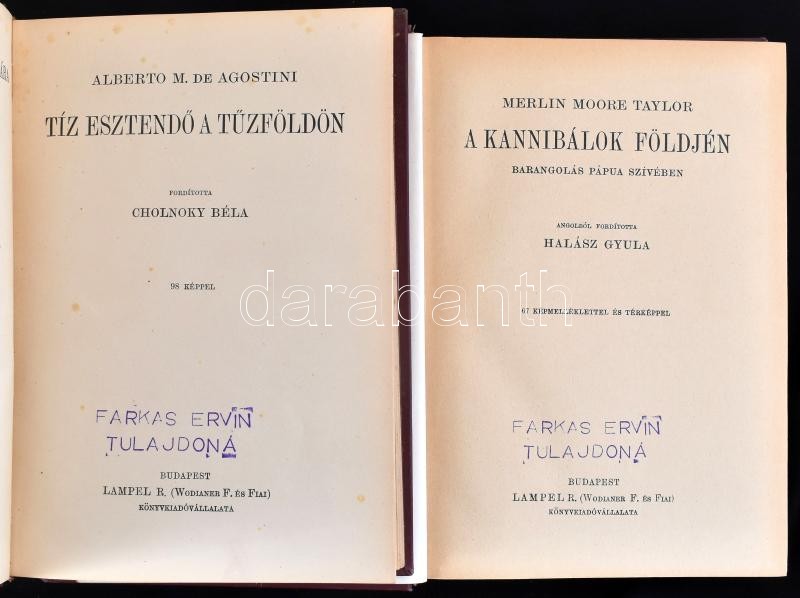 ALBERTO M. DE AGOSTINI
TÍZ ESZTENDŐ A TŰZFÖLDÖN
FORDÍTOTTA
CHOLNOKY BÉLA
98 KÉPPEL
FARKAS ERVIN
TULAJDONA
BUDAPEST
LAMPEL R. (WODIANER F. ÉS FIAI)
KÖNYVKIADÓVÁLLALATA
MERLIN MOORE TAYLOR
A KANNIBÁLOK FÖLDJÉN
BARANGOLÁS PÁPUA SZÍVÉBEN
ANGOLBÓL FORDÍTOTTA
HALÁSZ GYULA
67 KÉPMELLÉKLETTEL ÉS TÉRKÉPPEL
FARKAS ERVIN
TULAJDONA
BUDAPEST
LAMPEL R. (WODIANER F. ÉS FIAI)
KÖNYVKIADÓVÁLLALATA
darabanth